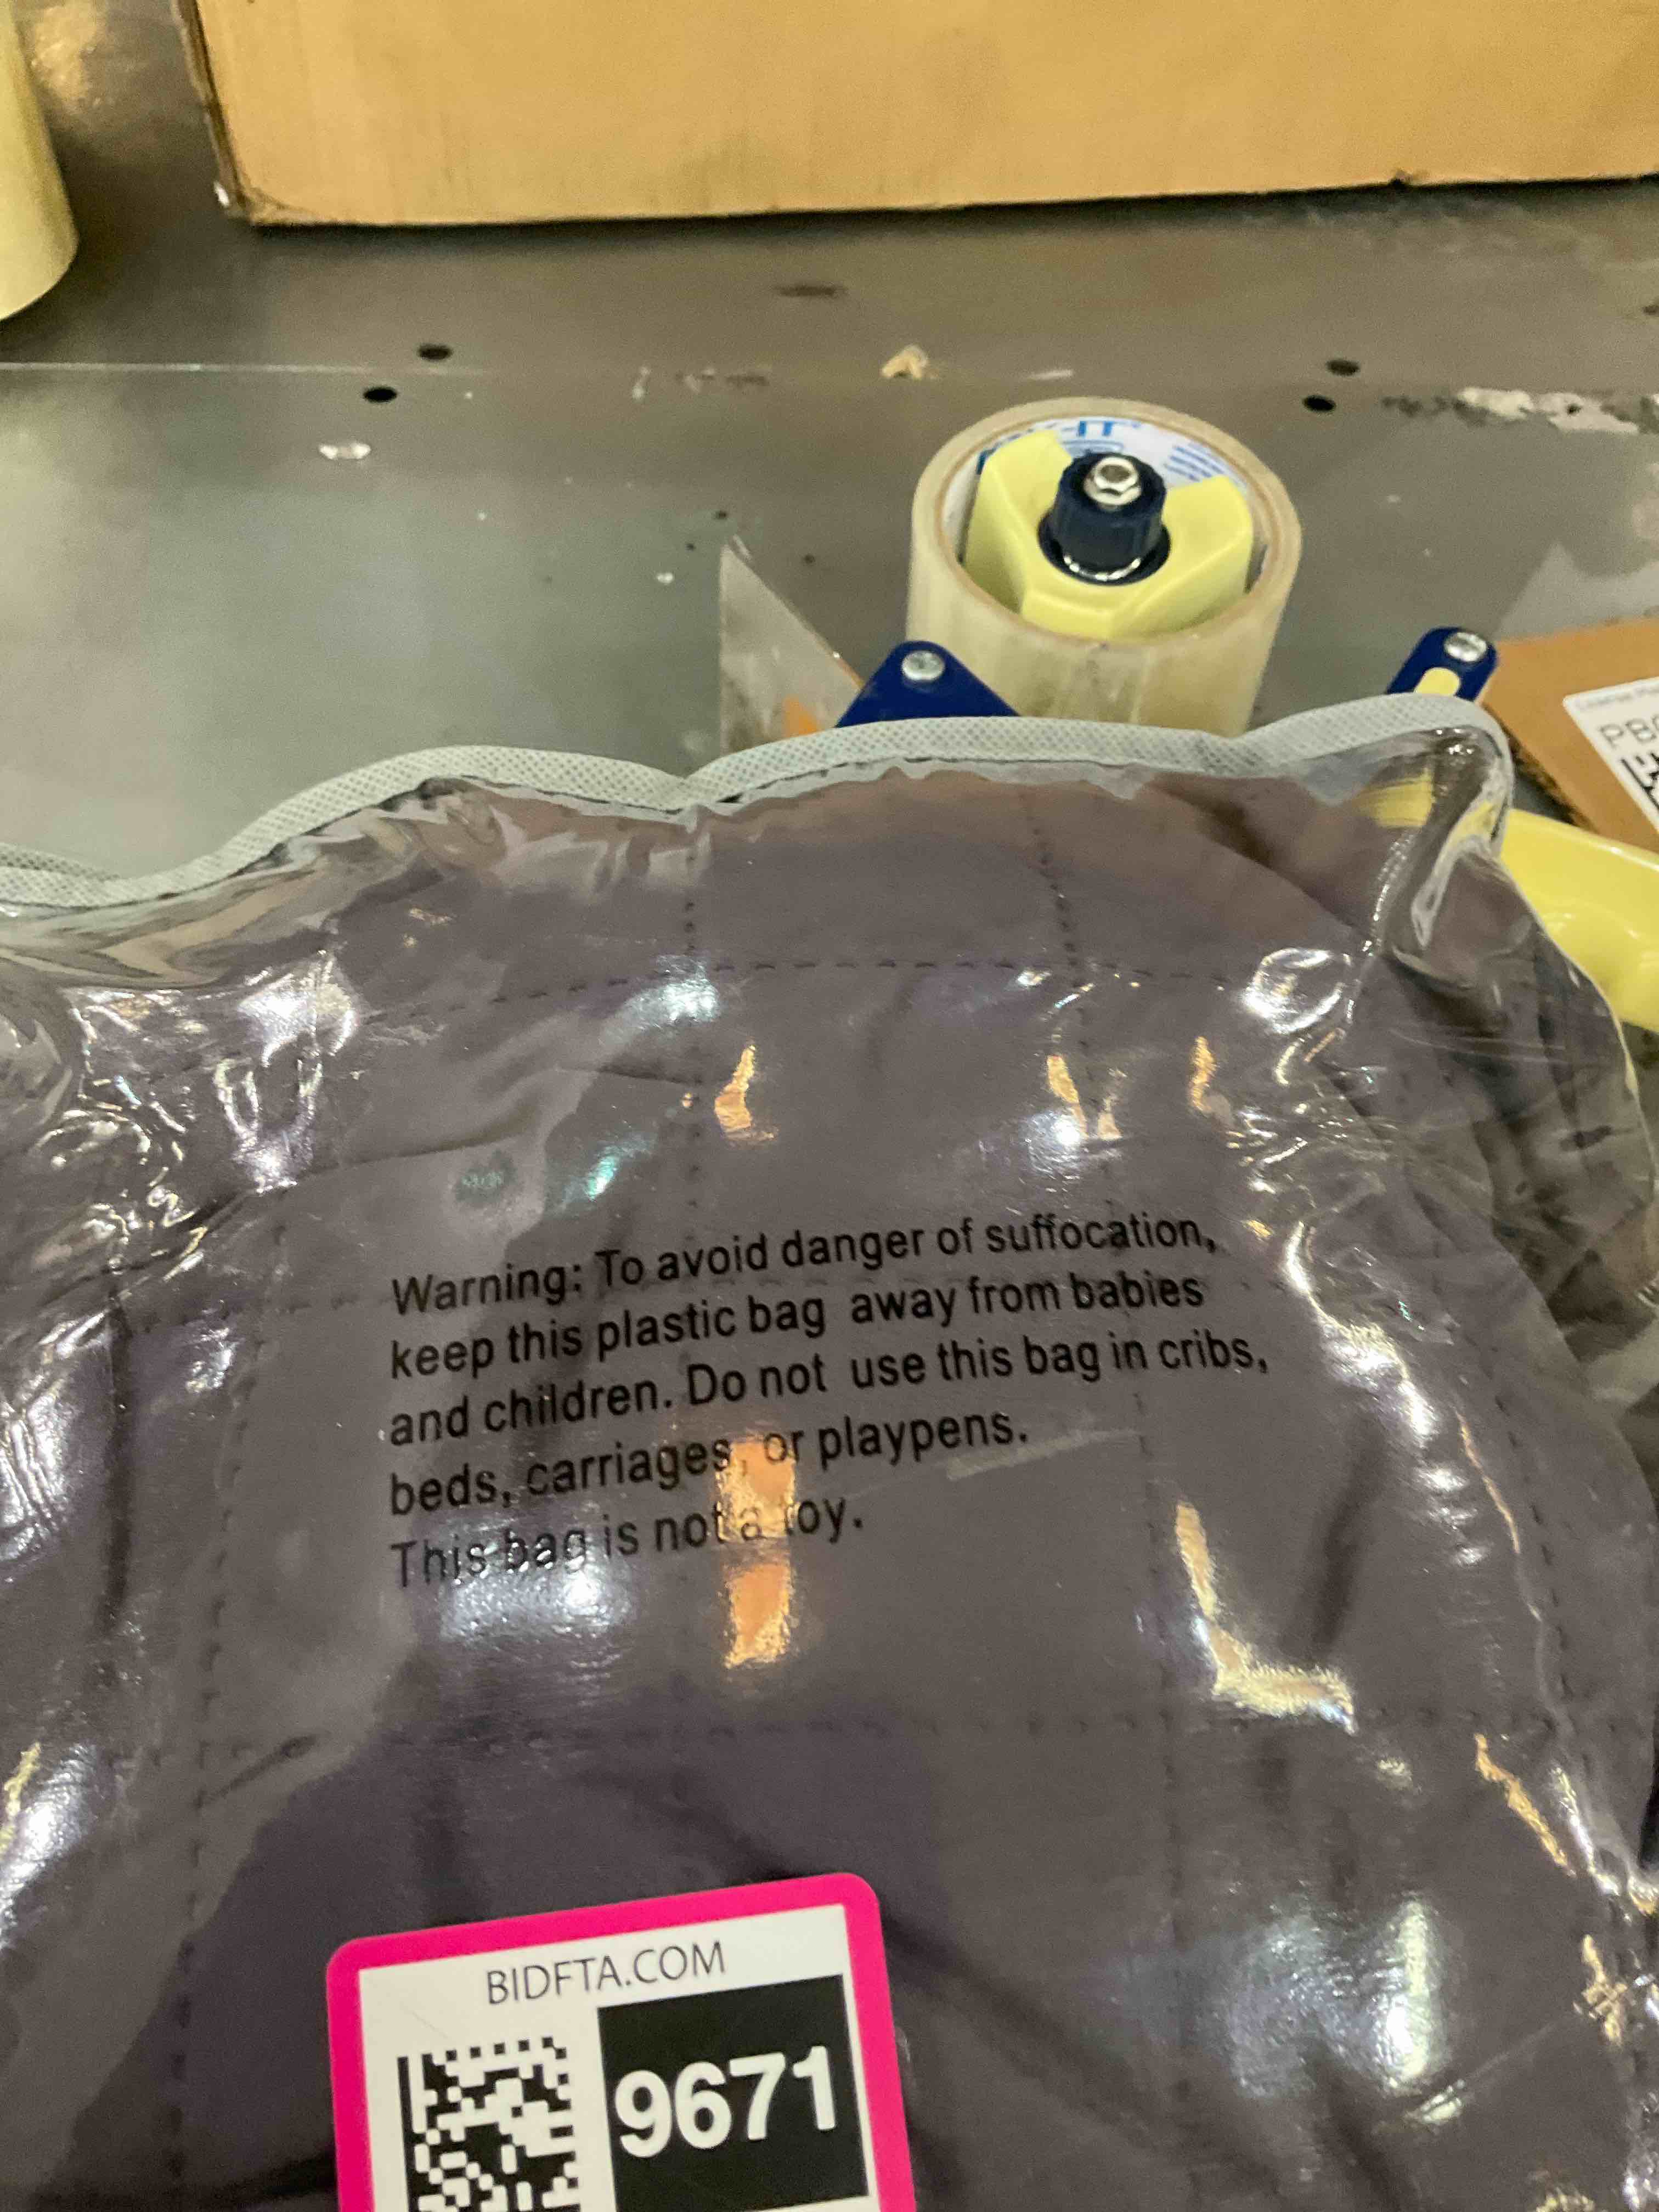 Warning: To avoid danger of suffocation,
keep this plastic bag away from babies
and children. Do not use this bag in cribs,
beds, carriages, or playpens.
This bag is not a toy.
BIDFTA.COM
9671